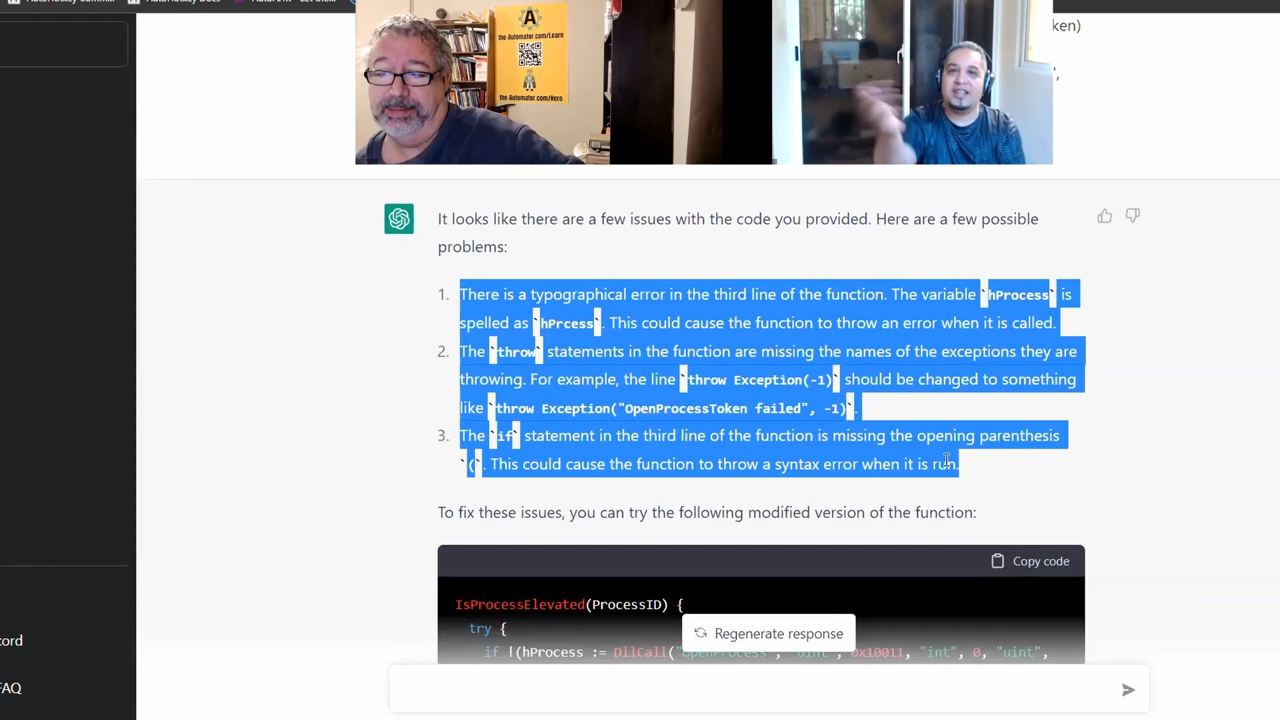 the-Automator.com/Learn
the-Automator.com/Hero
ken)
It looks like there are a few issues with the code you provided. Here are a few possible
problems:
1. There is a typographical error in the third line of the function. The variable `hProcess` is
spelled as `hPrcess`. This could cause the function to throw an error when it is called.
2. The `throw` statements in the function are missing the names of the exceptions they are
throwing. For example, the line `throw Exception(-1)` should be changed to something
like `throw Exception("OpenProcessToken failed", -1)`.
3. The `if` statement in the third line of the function is missing the opening parenthesis
`(`. This could cause the function to throw a syntax error when it is run.
To fix these issues, you can try the following modified version of the function:
Copy code
IsProcessElevated(ProcessID) {
try {
if !(hProcess := DllCall("OpenProcess", "uint", 0x10011, "int", 0, "uint",
Regenerate response
cord
FAQ